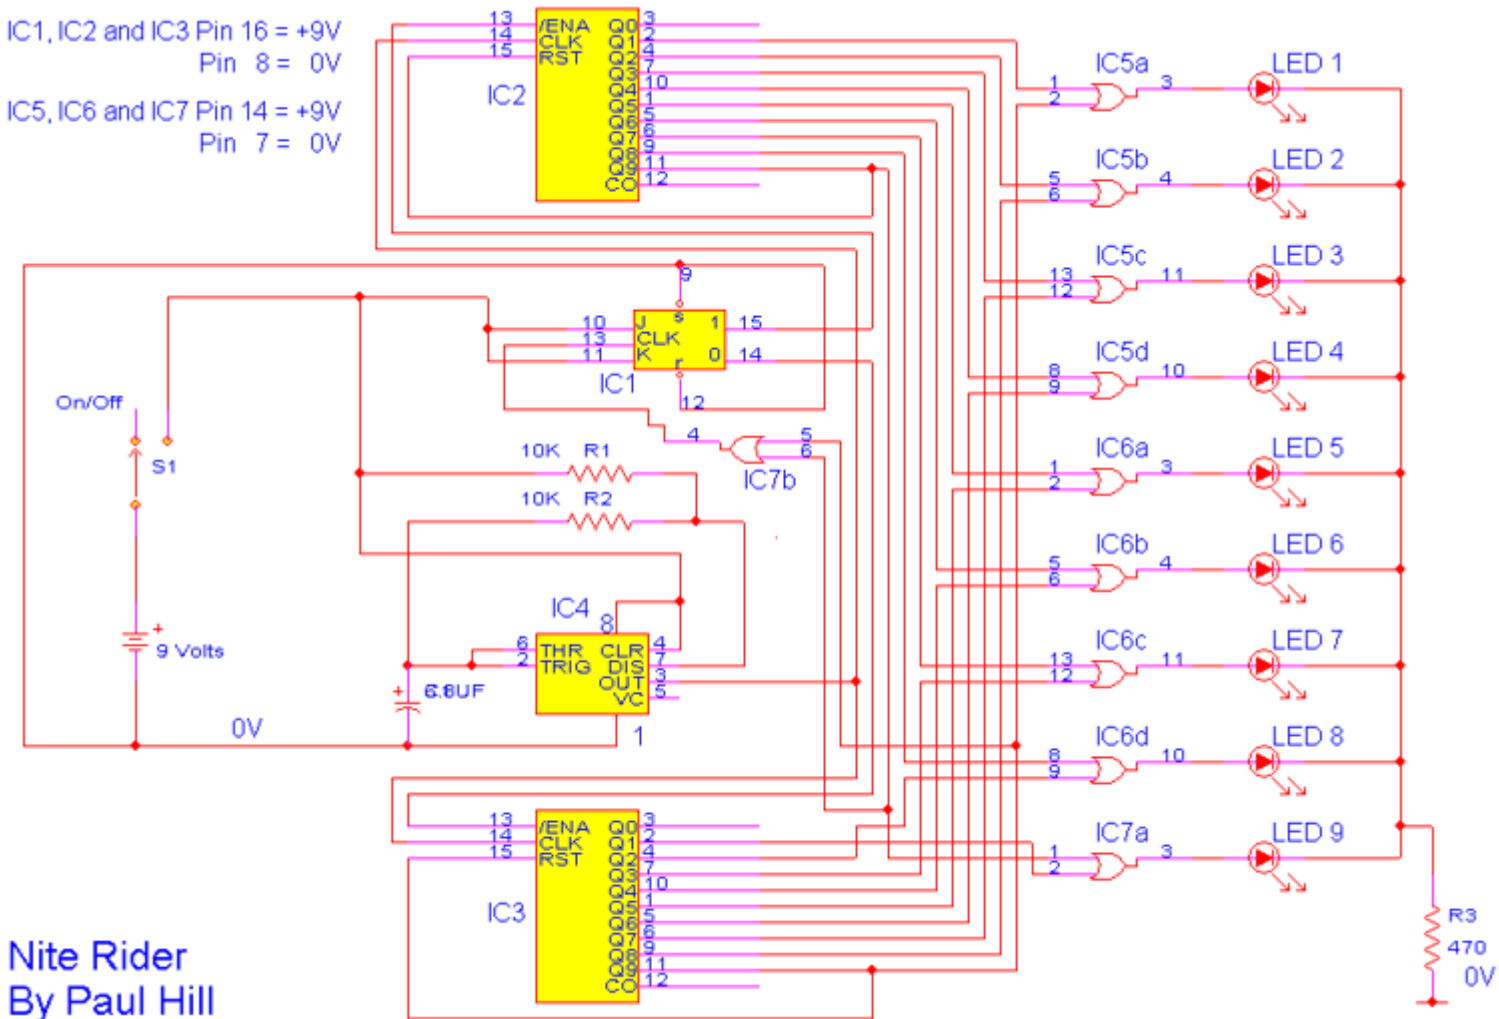 IC1, IC2 and IC3 Pin 16 = +9V
Pin 8 = 0V
IC5, IC6 and IC7 Pin 14 = +9V
Pin 7 = 0V
13 /ENA Q0 3
14 CLK Q1 2
15 RST Q2 4
Q3 7
IC2 Q4 10
Q5 1
Q6 5
Q7 6
Q8 9
Q9 11
CO 12
IC5a LED 1
1 3
2
IC5b LED 2
5 4
6
IC5c LED 3
13 11
12
9
10 J s 1 15
13 CLK
11 K r 0 14
IC1
12
IC5d LED 4
8 10
9
On/Off
S1
4 5
6
IC7b
10K R1
10K R2
IC6a LED 5
1 3
2
IC6b LED 6
5 4
6
IC4
8
6 THR CLR 4
2 TRIG DIS 7
OUT 3
VC 5
1
+
9 Volts
+ 6.8UF
0V
IC6c LED 7
13 11
12
IC6d LED 8
8 10
9
IC7a LED 9
1 3
2
13 /ENA Q0 3
14 CLK Q1 2
15 RST Q2 4
Q3 7
Q4 10
IC3 Q5 1
Q6 5
Q7 6
Q8 9
Q9 11
CO 12
R3
470
0V
Nite Rider
By Paul Hill